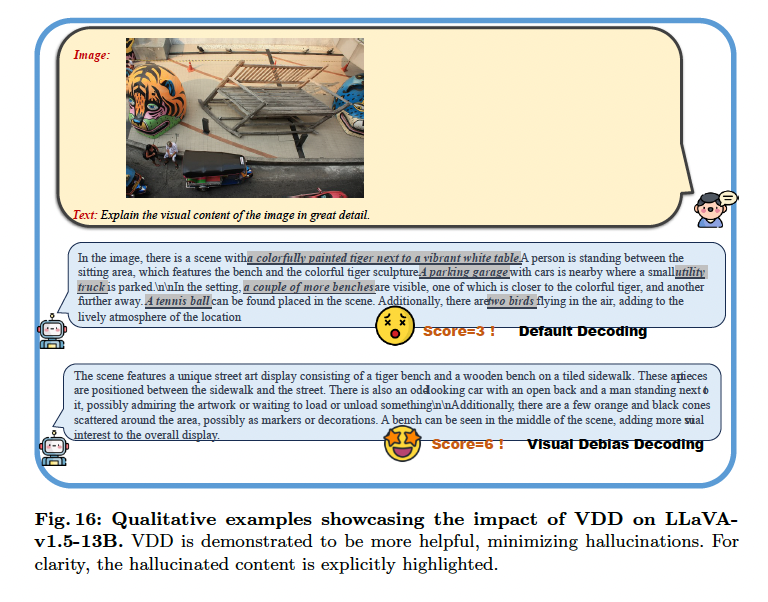 Image:
Text: Explain the visual content of the image in great detail.
In the image, there is a scene with a colorfully painted tiger next to a vibrant white table. A person is standing between the
sitting area, which features the bench and the colorful tiger sculpture. A parking garage with cars is nearby where a small utility
truck is parked.\n\nIn the setting, a couple of more benches are visible, one of which is closer to the colorful tiger, and another
further away. A tennis ball can be found placed in the scene. Additionally, there are two birds flying in the air, adding to the
lively atmosphere of the location
Score=3 ! Default Decoding
The scene features a unique street art display consisting of a tiger bench and a wooden bench on a tiled sidewalk. These art pieces
are positioned between the sidewalk and the street. There is also an odd-looking car with an open back and a man standing next to
it, possibly admiring the artwork or waiting to load or unload something\n\nAdditionally, there are a few orange and black cones
scattered around the area, possibly as markers or decorations. A bench can be seen in the middle of the scene, adding more visual
interest to the overall display.
Score=6 ! Visual Debias Decoding
Fig. 16: Qualitative examples showcasing the impact of VDD on LLaVA-
v1.5-13B. VDD is demonstrated to be more helpful, minimizing hallucinations. For
clarity, the hallucinated content is explicitly highlighted.